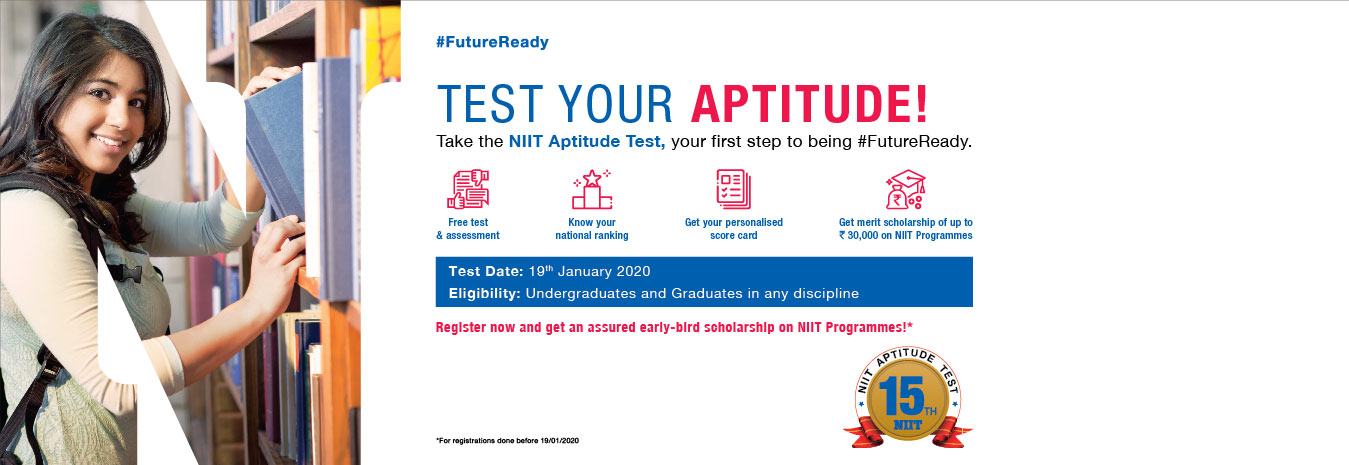 #FutureReady
TEST YOUR APTITUDE!
Take the NIIT Aptitude Test, your first step to being #FutureReady.
Free test
& assessment
Know your
national ranking
Get your personalised
score card
Get merit scholarship of up to
₹ 30,000 on NIIT Programmes
Test Date: 19th January 2020
Eligibility: Undergraduates and Graduates in any discipline
Register now and get an assured early-bird scholarship on NIIT Programmes!*
NIIT APTITUDE TEST
15TH
NIIT
*For registrations done before 19/01/2020